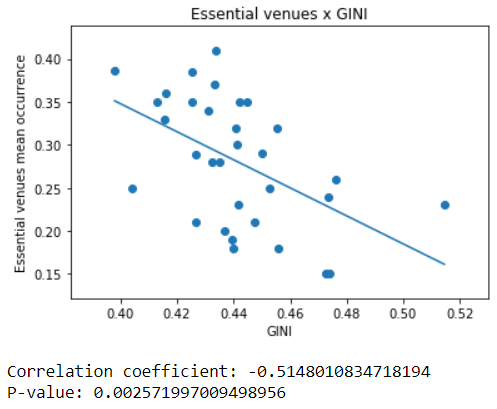 Essential venues x GINI
Essential venues mean occurrence
0.40
0.35
0.30
0.25
0.20
0.15
0.40 0.42 0.44 0.46 0.48 0.50 0.52
GINI
Correlation coefficient: -0.5148010834718194
P-value: 0.002571997009498956